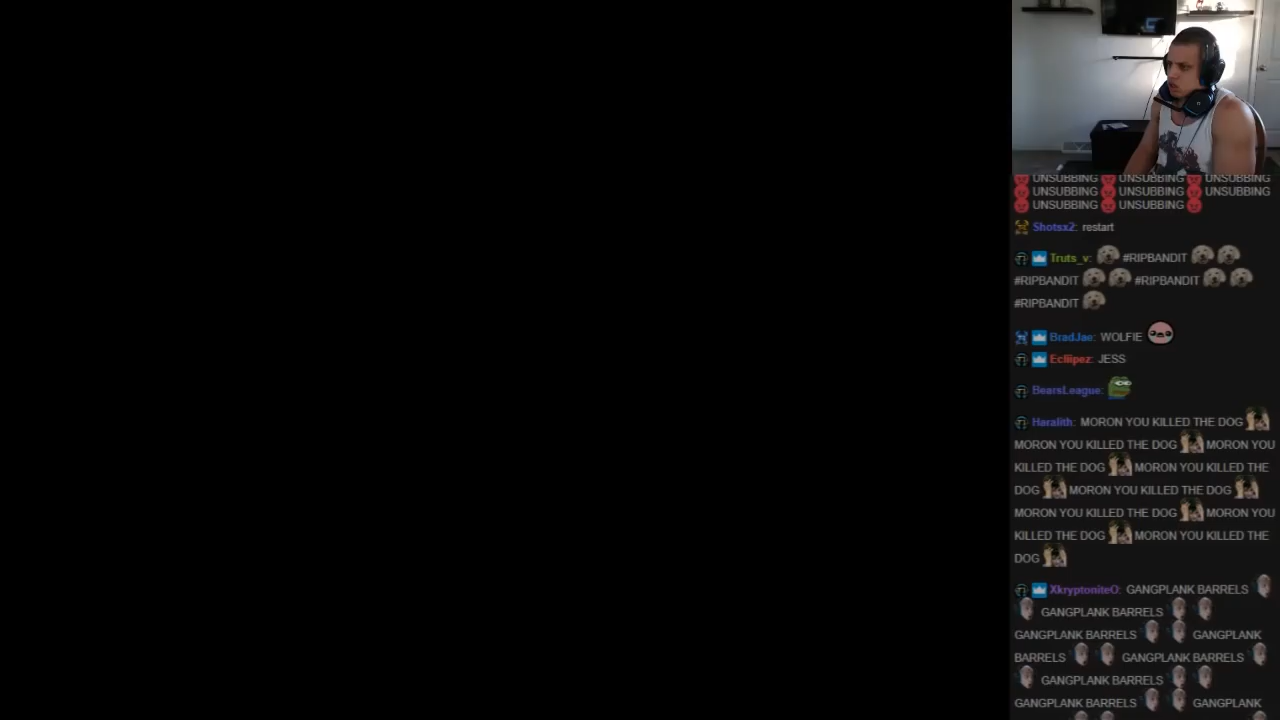 UNSUBBING UNSUBBING UNSUBBING
UNSUBBING UNSUBBING UNSUBBING
UNSUBBING UNSUBBING
Shotsx2: restart
Truts_v: #RIPBANDIT
#RIPBANDIT #RIPBANDIT
#RIPBANDIT
BradJae: WOLFIE
Ecliipez: JESS
BearsLeague:
Haralith: MORON YOU KILLED THE DOG
MORON YOU KILLED THE DOG MORON YOU
KILLED THE DOG MORON YOU KILLED THE
DOG MORON YOU KILLED THE DOG
MORON YOU KILLED THE DOG MORON YOU
KILLED THE DOG MORON YOU KILLED THE
DOG
XkryptoniteO: GANGPLANK BARRELS
GANGPLANK BARRELS
GANGPLANK BARRELS GANGPLANK
BARRELS GANGPLANK BARRELS
GANGPLANK BARRELS
GANGPLANK BARRELS GANGPLANK